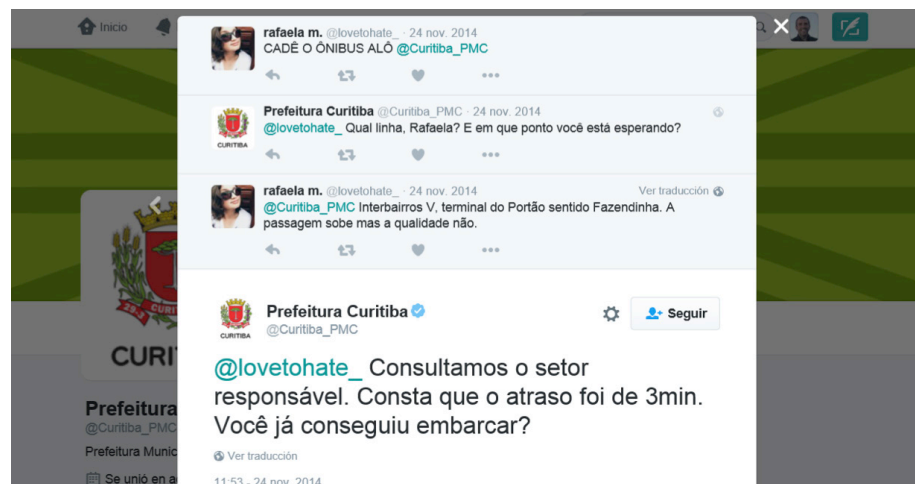 Inicio
rafaela m. @lovetohate_ · 24 nov. 2014
CADÊ O ÔNIBUS ALÔ @Curitiba_PMC
Prefeitura Curitiba @Curitiba_PMC · 24 nov. 2014
@lovetohate_ Qual linha, Rafaela? E em que ponto você está esperando?
CURITIBA
rafaela m. @lovetohate_ · 24 nov. 2014 Ver traducción
@Curitiba_PMC Interbairros V, terminal do Portão sentido Fazendinha. A
passagem sobe mas a qualidade não.
Prefeitura Curitiba
@Curitiba_PMC
CURITIBA
Seguir
@lovetohate_ Consultamos o setor
responsável. Consta que o atraso foi de 3min.
Você já conseguiu embarcar?
Ver traducción
11:53 - 24 nov. 2014
29-3 CURI
CURI
Prefeitura
@Curitiba_PMC
Prefeitura Munic
Se unió en a